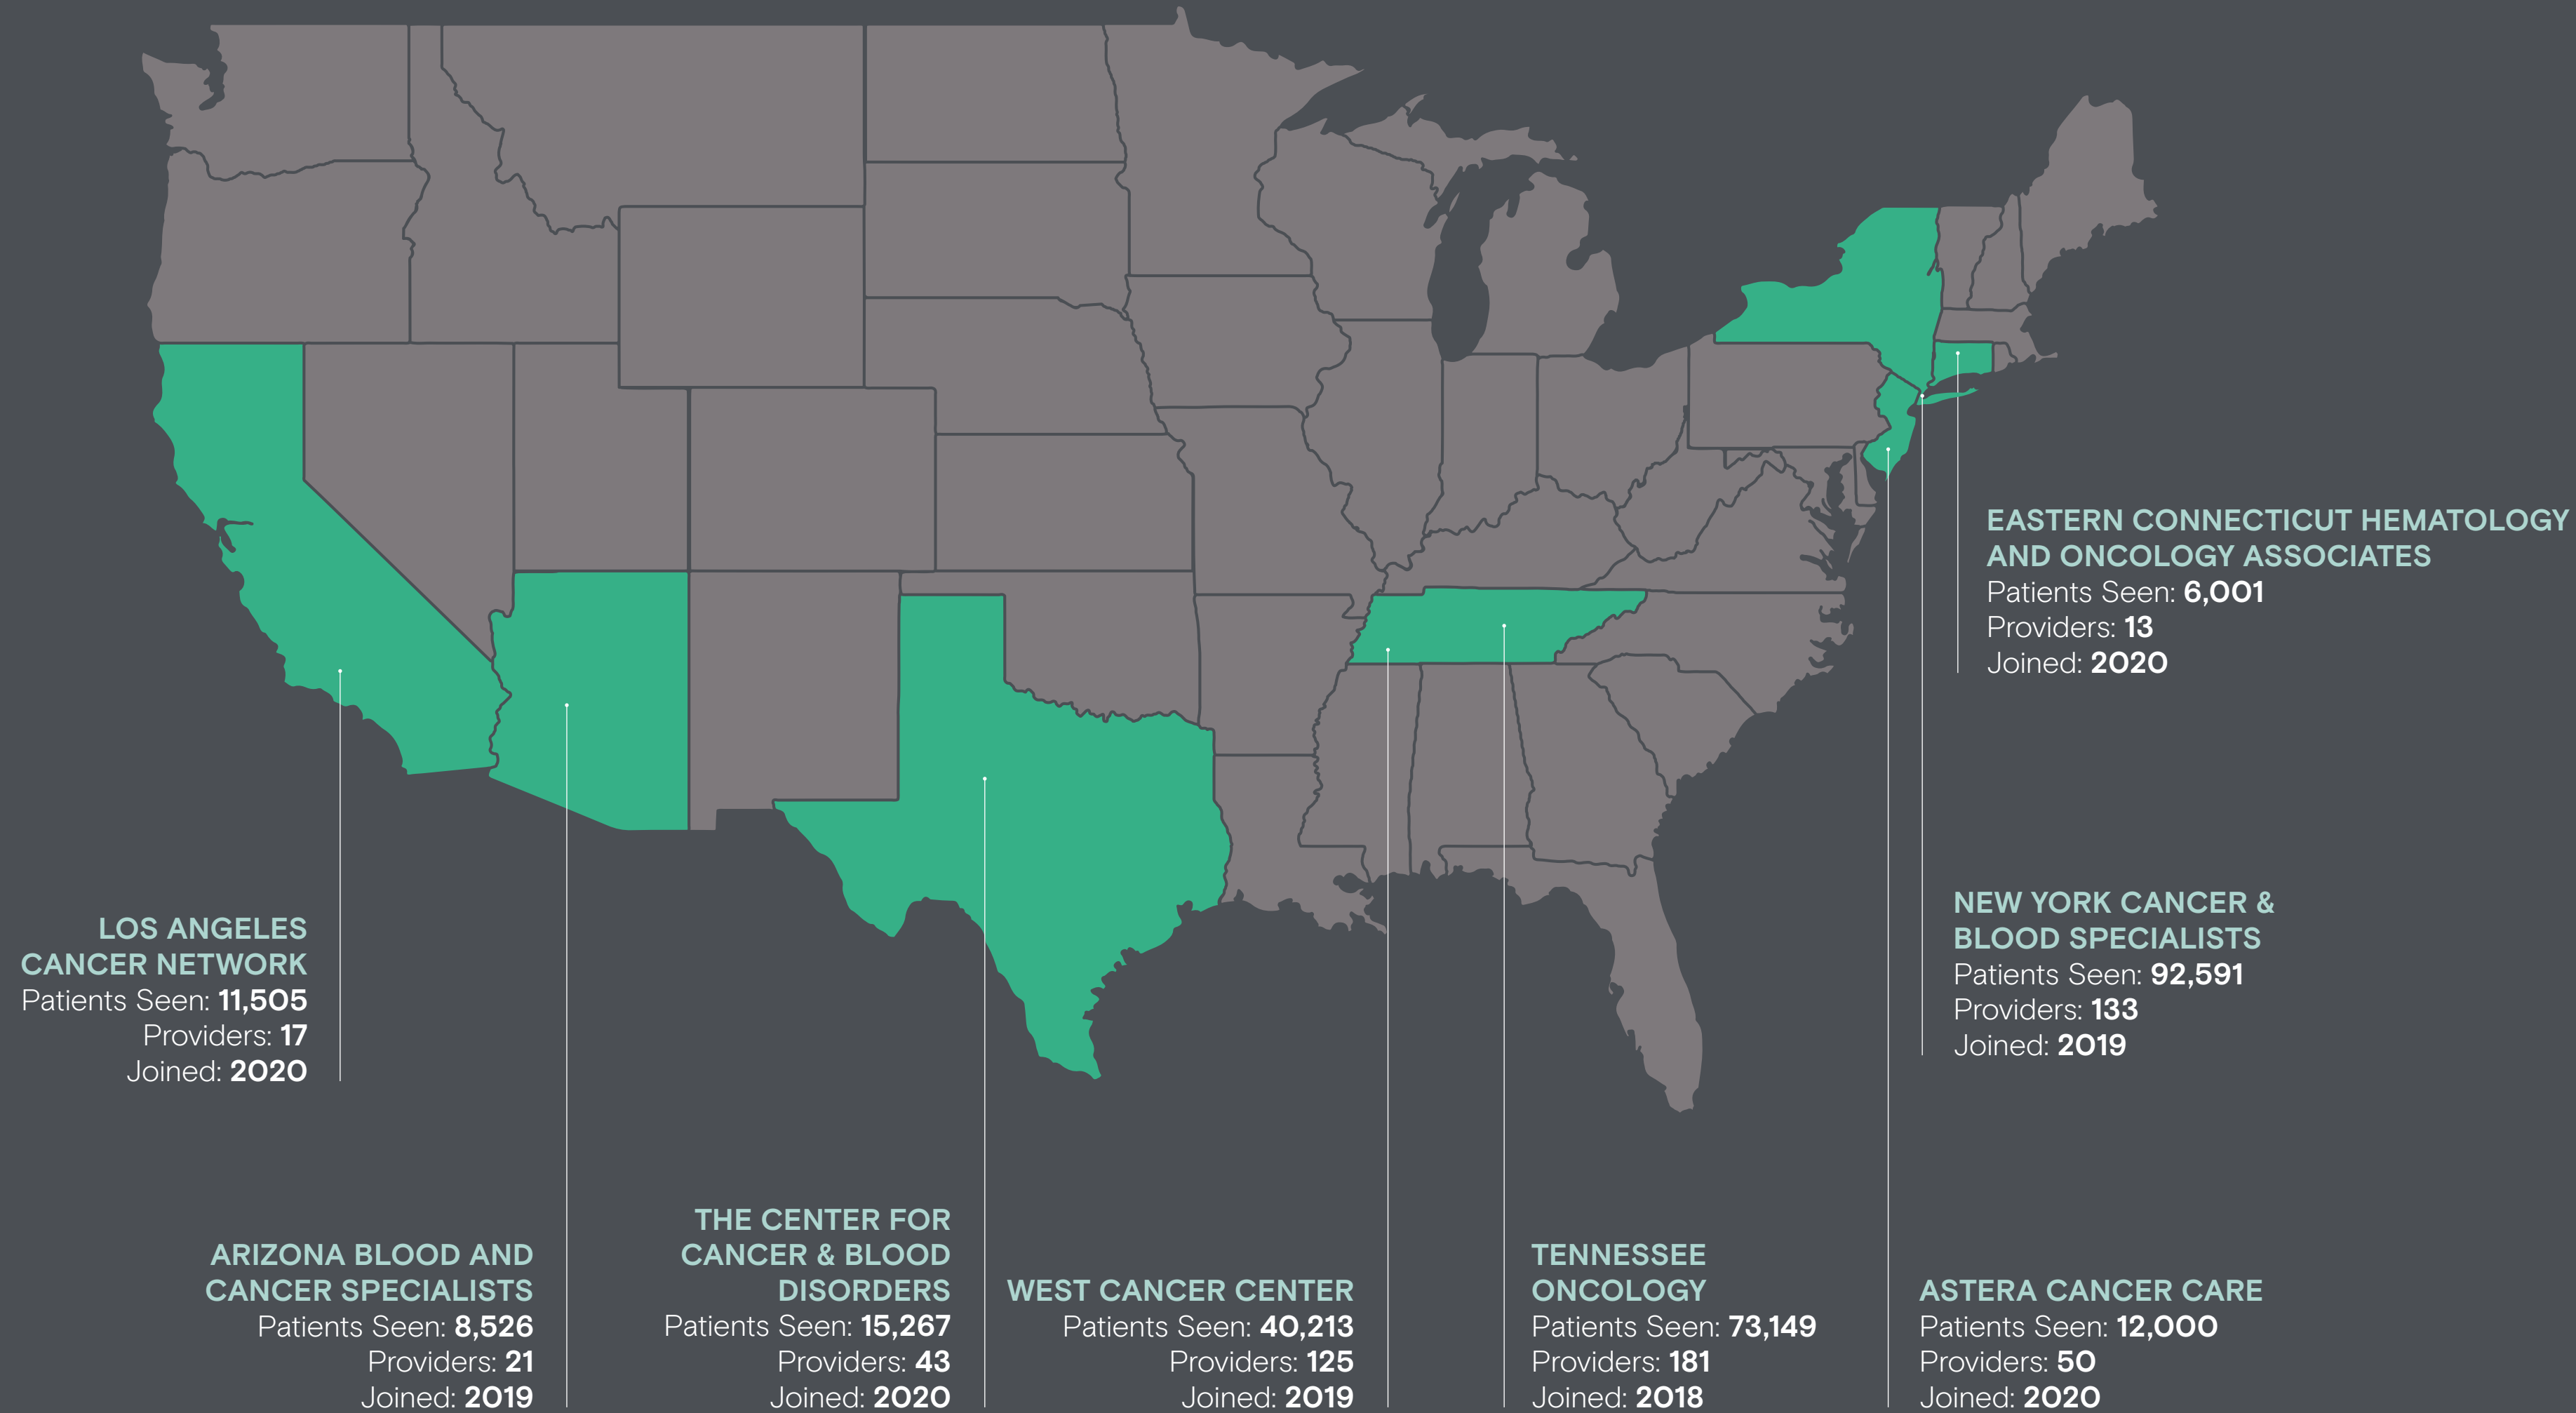 EASTERN CONNECTICUT HEMATOLOGY
AND ONCOLOGY ASSOCIATES
Patients Seen: 6,001
Providers: 13
Joined: 2020
LOS ANGELES
CANCER NETWORK
Patients Seen: 11,505
Providers: 17
Joined: 2020
NEW YORK CANCER &
BLOOD SPECIALISTS
Patients Seen: 92,591
Providers: 133
Joined: 2019
ARIZONA BLOOD AND
CANCER SPECIALISTS
Patients Seen: 8,526
Providers: 21
Joined: 2019
THE CENTER FOR
CANCER & BLOOD
DISORDERS
Patients Seen: 15,267
Providers: 43
Joined: 2020
WEST CANCER CENTER
Patients Seen: 40,213
Providers: 125
Joined: 2019
TENNESSEE
ONCOLOGY
Patients Seen: 73,149
Providers: 181
Joined: 2018
ASTERA CANCER CARE
Patients Seen: 12,000
Providers: 50
Joined: 2020